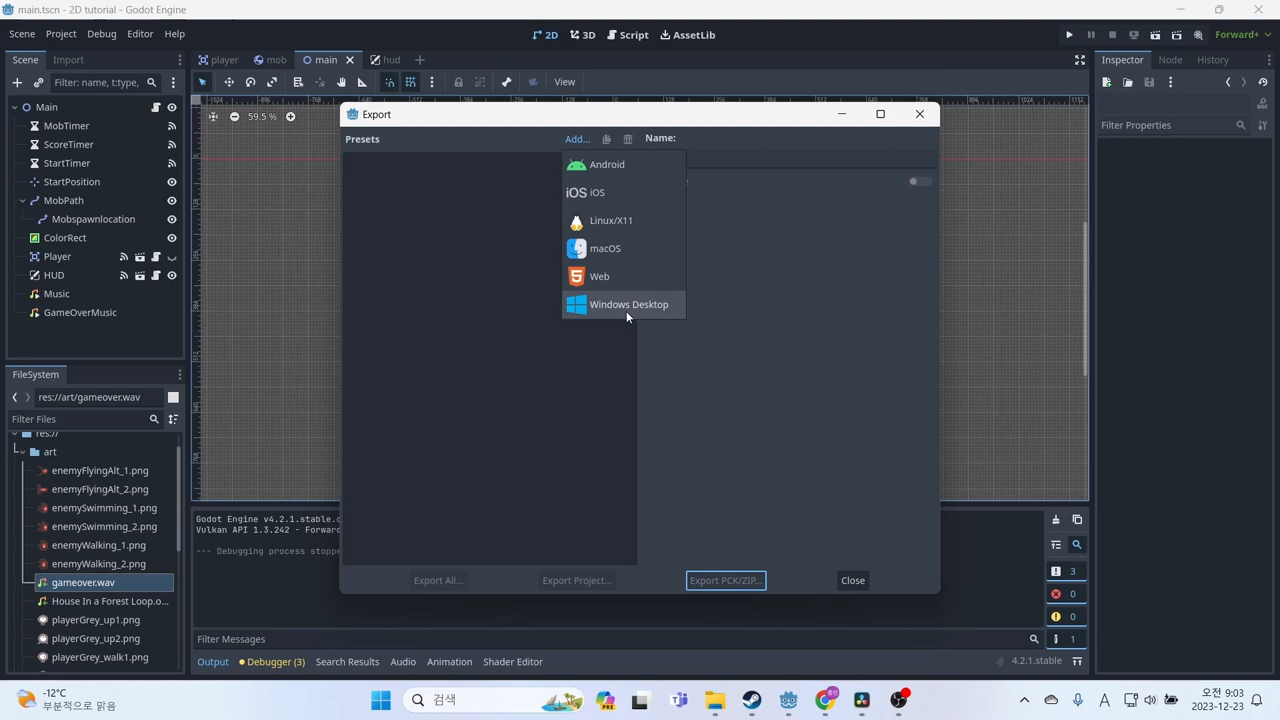 main.tscn - 2D tutorial - Godot Engine
Scene Project Debug Editor Help
2D 3D Script AssetLib
Forward+
Scene Import
player mob main hud
Inspector Node History
Filter: name, t:type,
View
59.5 %
Filter Properties
Main
MobTimer
ScoreTimer
StartTimer
StartPosition
MobPath
Mobspawnlocation
ColorRect
Player
HUD
Music
GameOverMusic
Export
Presets
Add...
Name:
Android
iOS iOS
Linux/X11
macOS
Web
Windows Desktop
Export All...
Export Project...
Export PCK/ZIP...
Close
FileSystem
res://art/gameover.wav
Filter Files
res://
art
enemyFlyingAlt_1.png
enemyFlyingAlt_2.png
enemySwimming_1.png
enemySwimming_2.png
enemyWalking_1.png
enemyWalking_2.png
gameover.wav
House In a Forest Loop.o...
playerGrey_up1.png
playerGrey_up2.png
playerGrey_walk1.png
Godot Engine v4.2.1.stable.
Vulkan API 1.3.242 - Forward
--- Debugging process stoppe
3
0
0
1
Filter Messages
Output Debugger (3) Search Results Audio Animation Shader Editor
4.2.1.stable
-12°C
부분적으로 맑음
검색
PRE
A
오전 9:03
2023-12-23